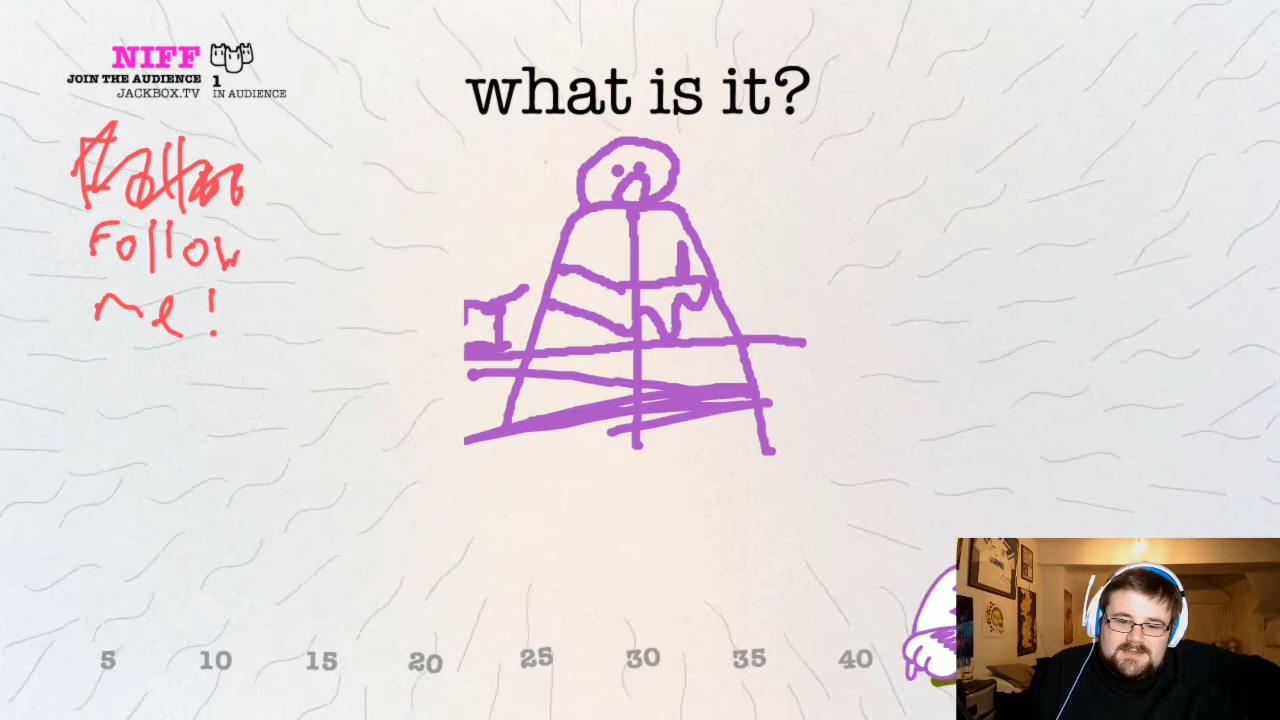 NIFF
JOIN THE AUDIENCE
JACKBOX.TV
1
IN AUDIENCE
what is it?
Follow
me!
5 10 15 20 25 30 35 40